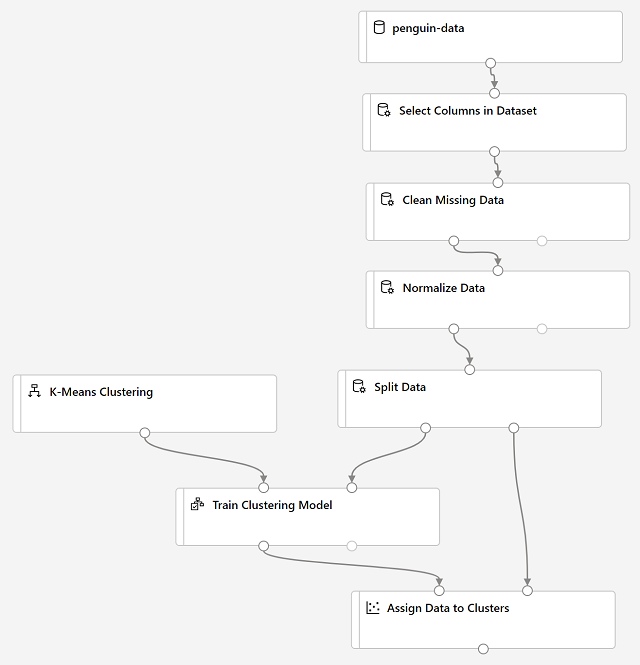 penguin-data
Select Columns in Dataset
Clean Missing Data
Normalize Data
K-Means Clustering
Split Data
Train Clustering Model
Assign Data to Clusters